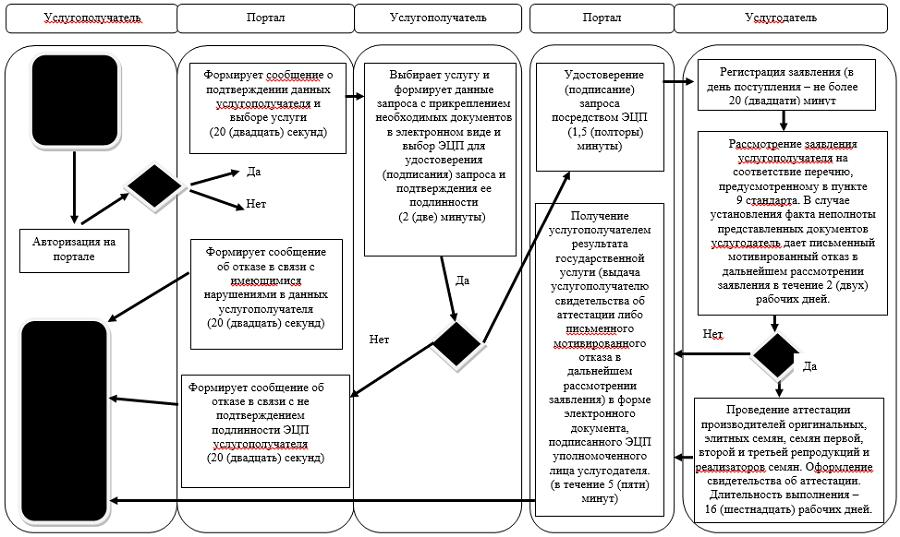 Услугополучатель
Портал
Услугополучатель
Портал
Услугодатель
Авторизация на
портале
Формирует сообщение о
подтверждении данных
услугополучателя и
выборе услуги
(20 (двадцать) секунд)
Да
Нет
Формирует сообщение
об отказе в связи с
имеющимися
нарушениями в данных
услугополучателя
(20 (двадцать) секунд)
Формирует сообщение об
отказе в связи с не
подтверждением
подлинности ЭЦП
услугополучателя
(20 (двадцать) секунд)
Выбирает услугу и
формирует данные
запроса с прикреплением
необходимых документов
в электронном виде и
выбор ЭЦП для
удостоверения
(подписания) запроса и
подтверждения ее
подлинности
(2 (две) минуты)
Да
Нет
Удостоверение
(подписание)
запроса
посредством ЭЦП
(1,5 (полторы)
минуты)
Получение
услугополучателем
результата
государственной
услуги (выдача
услугополучателю
свидетельства об
аттестации либо
письменного
мотивированного
отказа в
дальнейшем
рассмотрении
заявления) в форме
электронного
документа,
подписанного ЭЦП
уполномоченного
лица услугодателя.
(в течение 5 (пяти)
минут)
Регистрация заявления (в
день поступления – не более
20 (двадцати) минут
Рассмотрение заявления
услугополучателя на
соответствие перечню,
предусмотренному в пункте
9 стандарта. В случае
установления факта неполноты
представленных документов
услугодатель дает письменный
мотивированный отказ в
дальнейшем рассмотрении
заявления в течение 2 (двух)
рабочих дней.
Нет
Да
Проведение аттестации
производителей оригинальных,
элитных семян, семян первой,
второй и третьей репродукций и
реализаторов семян. Оформление
свидетельства об аттестации.
Длительность выполнения –
16 (шестнадцать) рабочих дней.